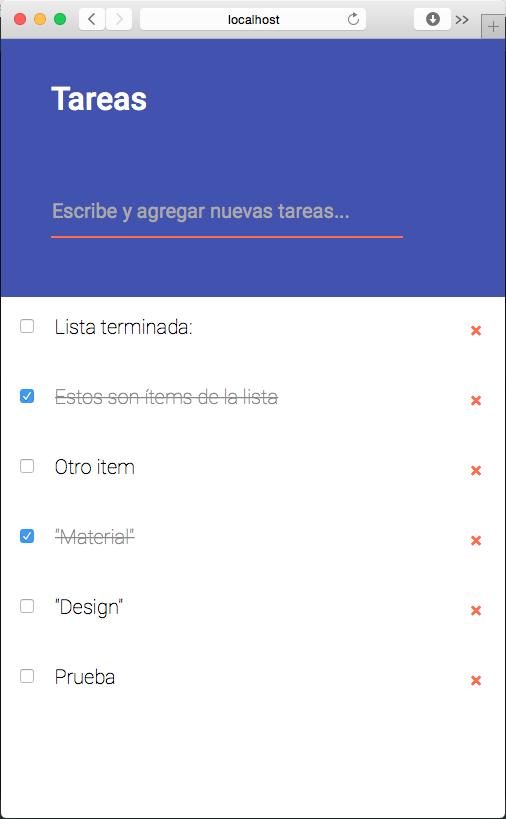 localhost
Tareas
Escribe y agregar nuevas tareas...
Lista terminada:
Estos son ítems de la lista
Otro item
"Material"
"Design"
Prueba